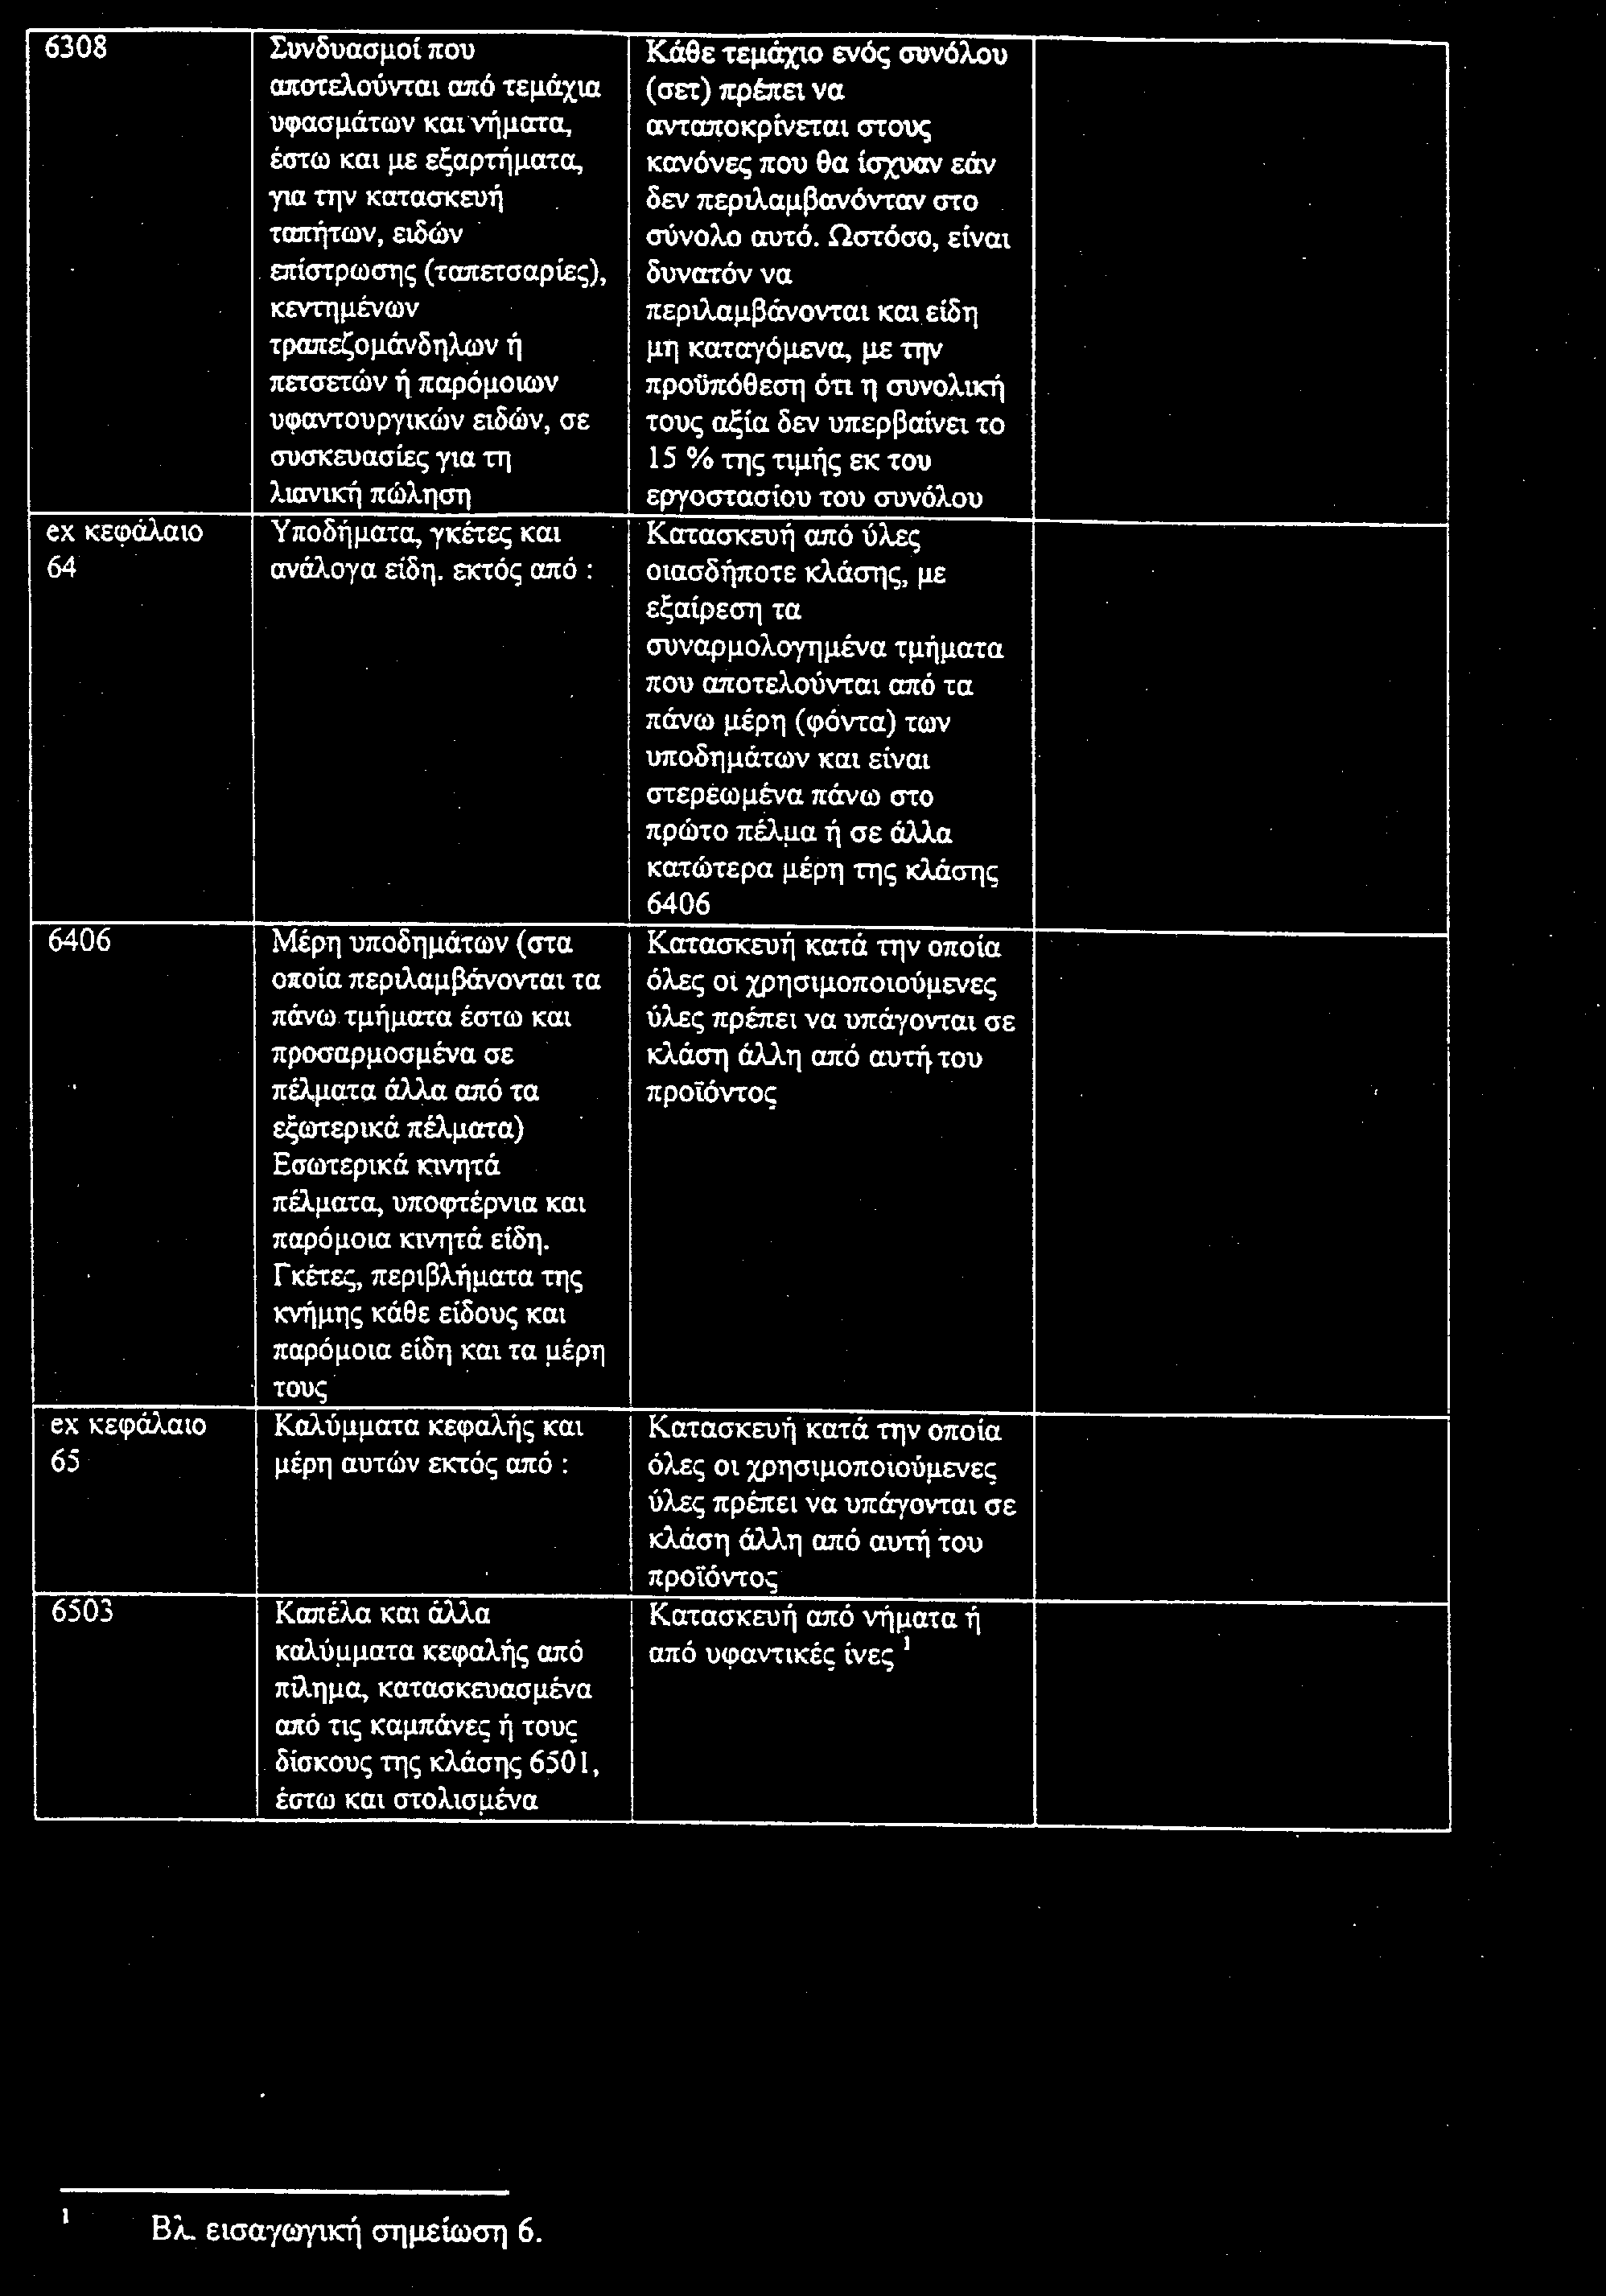 6308
Συνδυασμοί που
αποτελούνται από τεμάχια
υφασμάτων και νήματα,
έστω και με εξαρτήματα,
για την κατασκευή
ταπήτων, ειδών
επίστρωσης (ταπετσαρίες),
κεντημένων
τραπεζομάνδηλων ή
πετσετών ή παρόμοιων
υφαντουργικών ειδών, σε
συσκευασίες για τη
λιανική πώληση
Κάθε τεμάχιο ενός συνόλου
(σετ) πρέπει να
ανταποκρίνεται στους
κανόνες που θα ίσχυαν εάν
δεν περιλαμβανόνταν στο
σύνολο αυτό. Ωστόσο, είναι
δυνατόν να
περιλαμβάνονται και είδη
μη καταγόμενα, με την
προϋπόθεση ότι η συνολική
τους αξία δεν υπερβαίνει το
15 % της τιμής εκ του
εργοστασίου του συνόλου
ex κεφάλαιο
64
Υποδήματα, γκέτες και
ανάλογα είδη. εκτός από :
Κατασκευή από ύλες
οιασδήποτε κλάσης, με
εξαίρεση τα
συναρμολογημένα τμήματα
που αποτελούνται από τα
πάνω μέρη (φόντα) των
υποδημάτων και είναι
στερεωμένα πάνω στο
πρώτο πέλμα ή σε άλλα
κατώτερα μέρη της κλάσης
6406
6406
Μέρη υποδημάτων (στα
οποία περιλαμβάνονται τα
πάνω τμήματα έστω και
προσαρμοσμένα σε
πέλματα άλλα από τα
εξωτερικά πέλματα)
Εσωτερικά κινητά
πέλματα, υποφτέρνια και
παρόμοια κινητά είδη.
Γκέτες, περιβλήματα της
κνήμης κάθε είδους και
παρόμοια είδη και τα μέρη
τους
Κατασκευή κατά την οποία
όλες οι χρησιμοποιούμενες
ύλες πρέπει να υπάγονται σε
κλάση άλλη από αυτή του
προϊόντος
ex κεφάλαιο
65
Καλύμματα κεφαλής και
μέρη αυτών εκτός από :
Κατασκευή κατά την οποία
όλες οι χρησιμοποιούμενες
ύλες πρέπει να υπάγονται σε
κλάση άλλη από αυτή του
προϊόντος
6503
Καπέλα και άλλα
καλύμματα κεφαλής από
πίλημα, κατασκευασμένα
από τις καμπάνες ή τους
δίσκους της κλάσης 6501,
έστω και στολισμένα
Κατασκευή από νήματα ή
από υφαντικές ίνες ¹
¹ Βλ. εισαγωγική σημείωση 6.